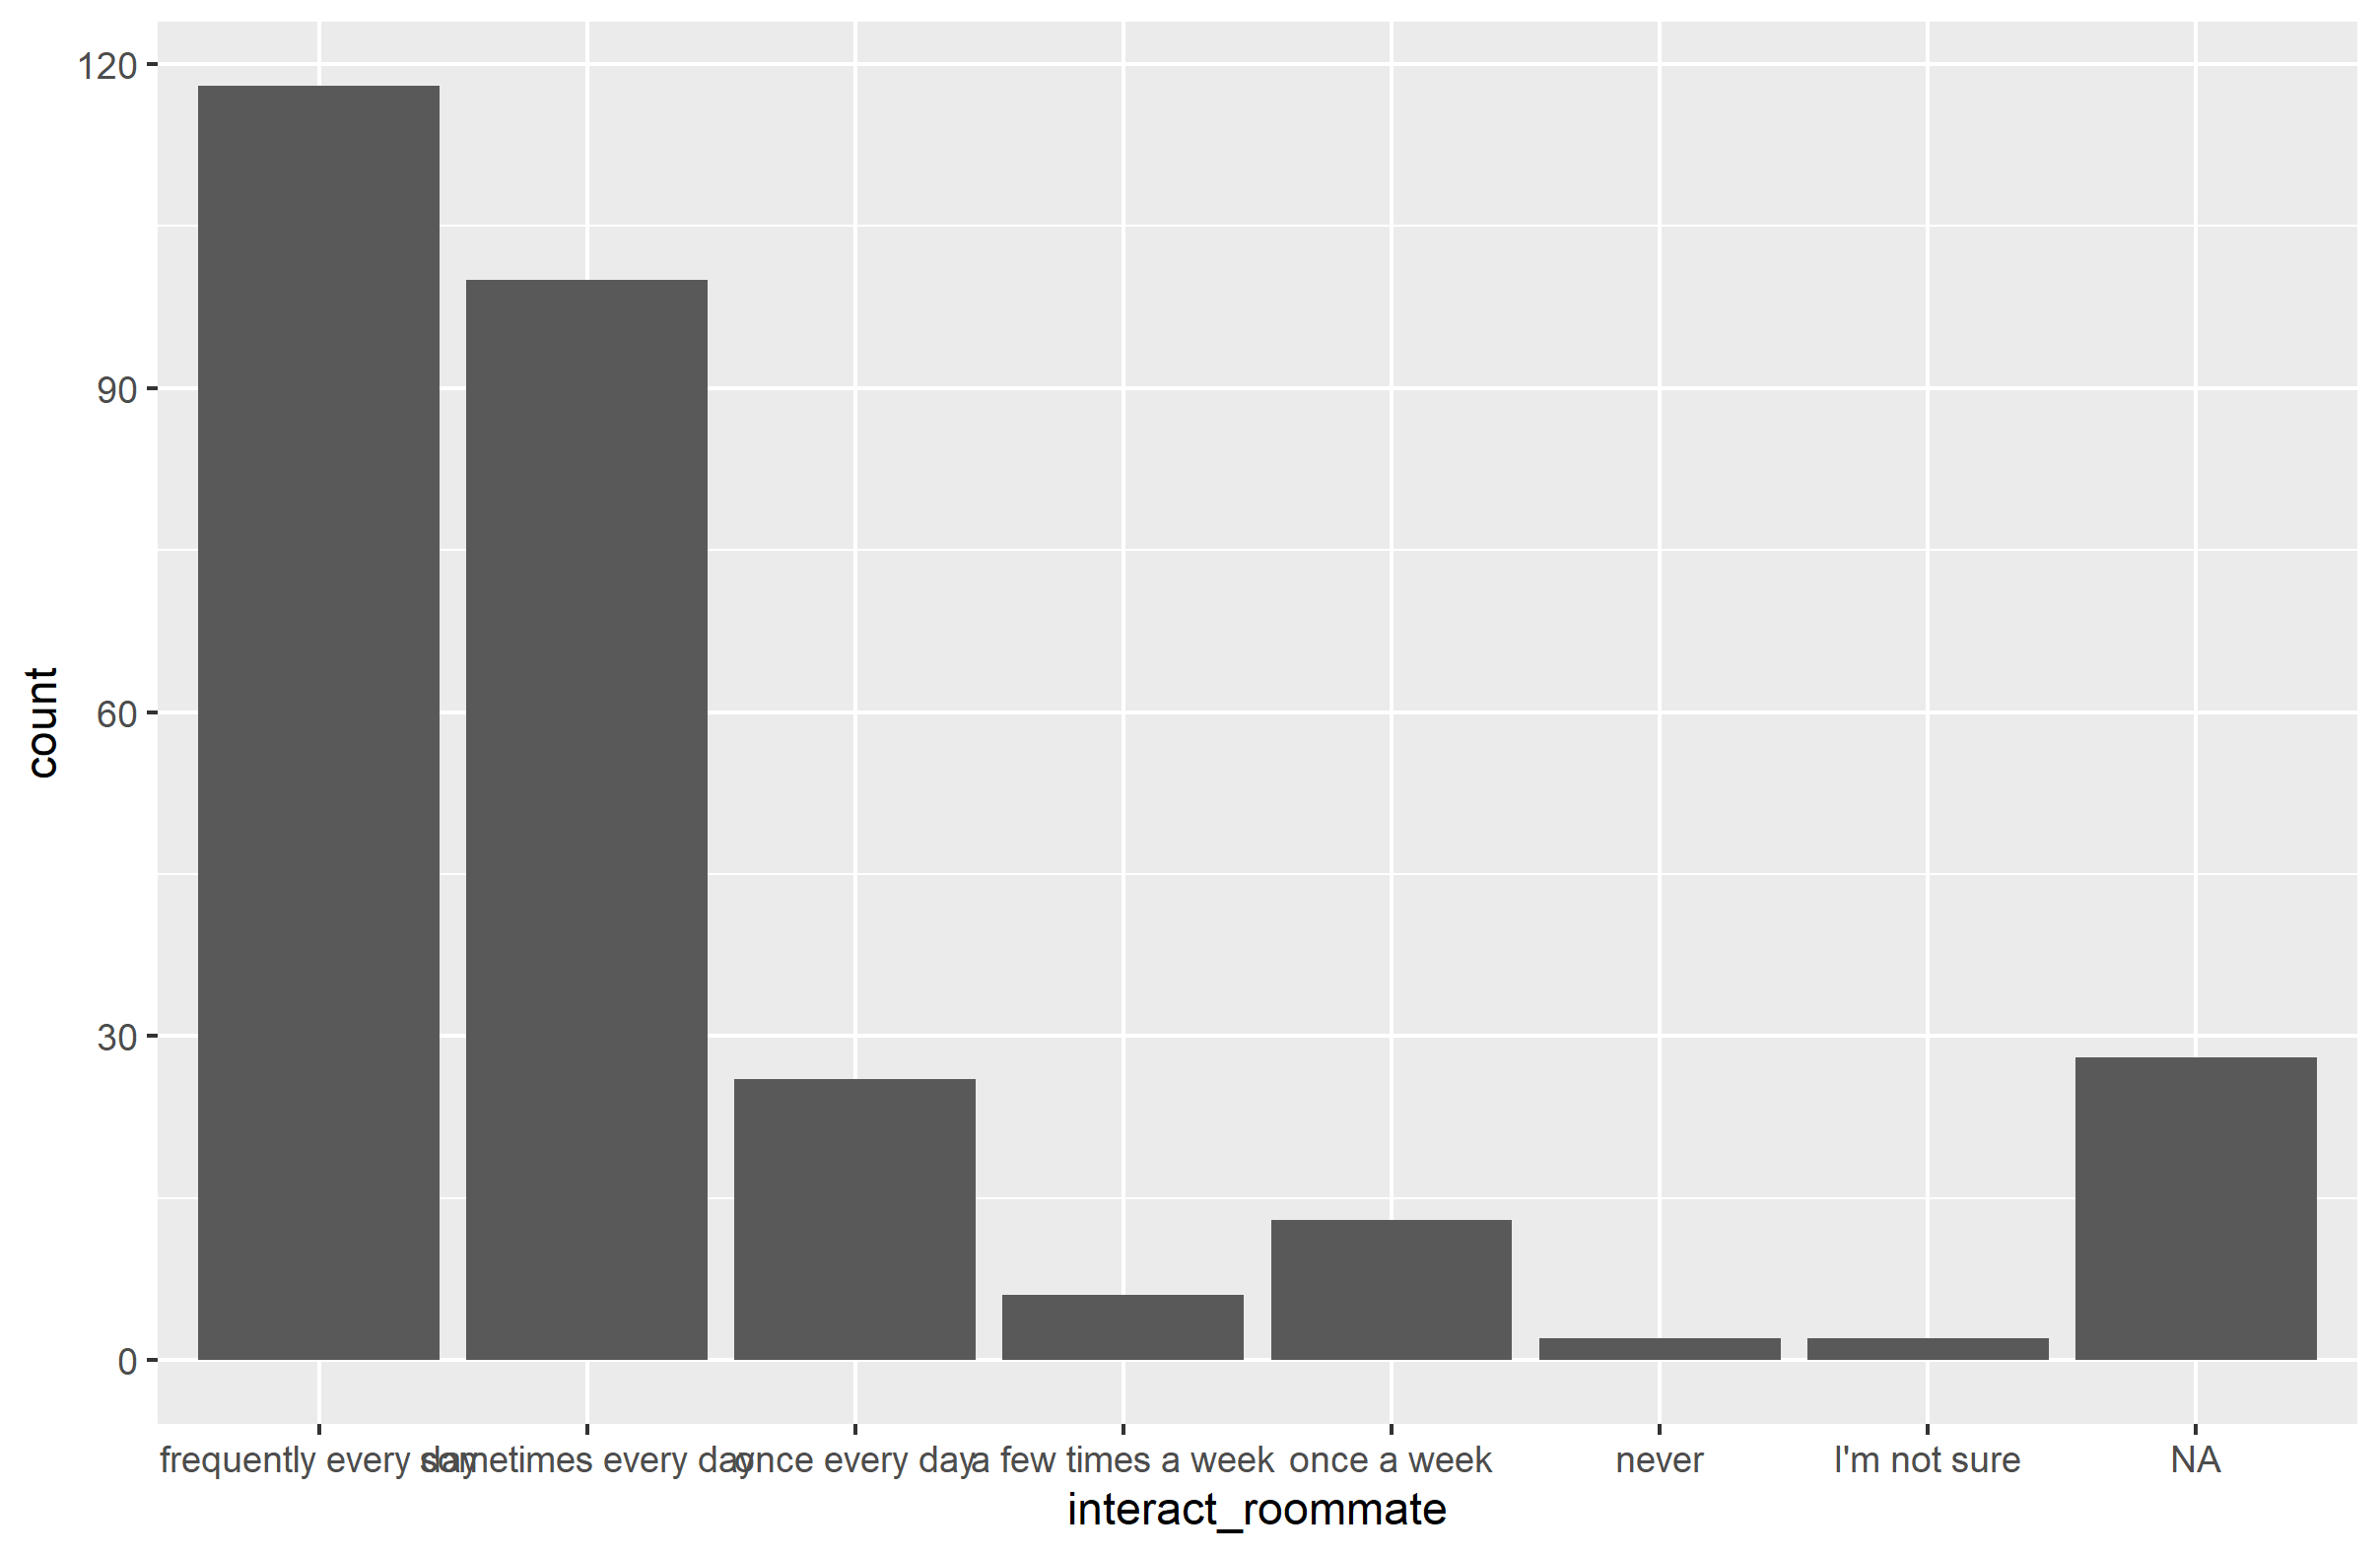 120
90
60
30
0
count
frequently every day sometimes every day once every day a few times a week once a week never I'm not sure NA
interact_roommate